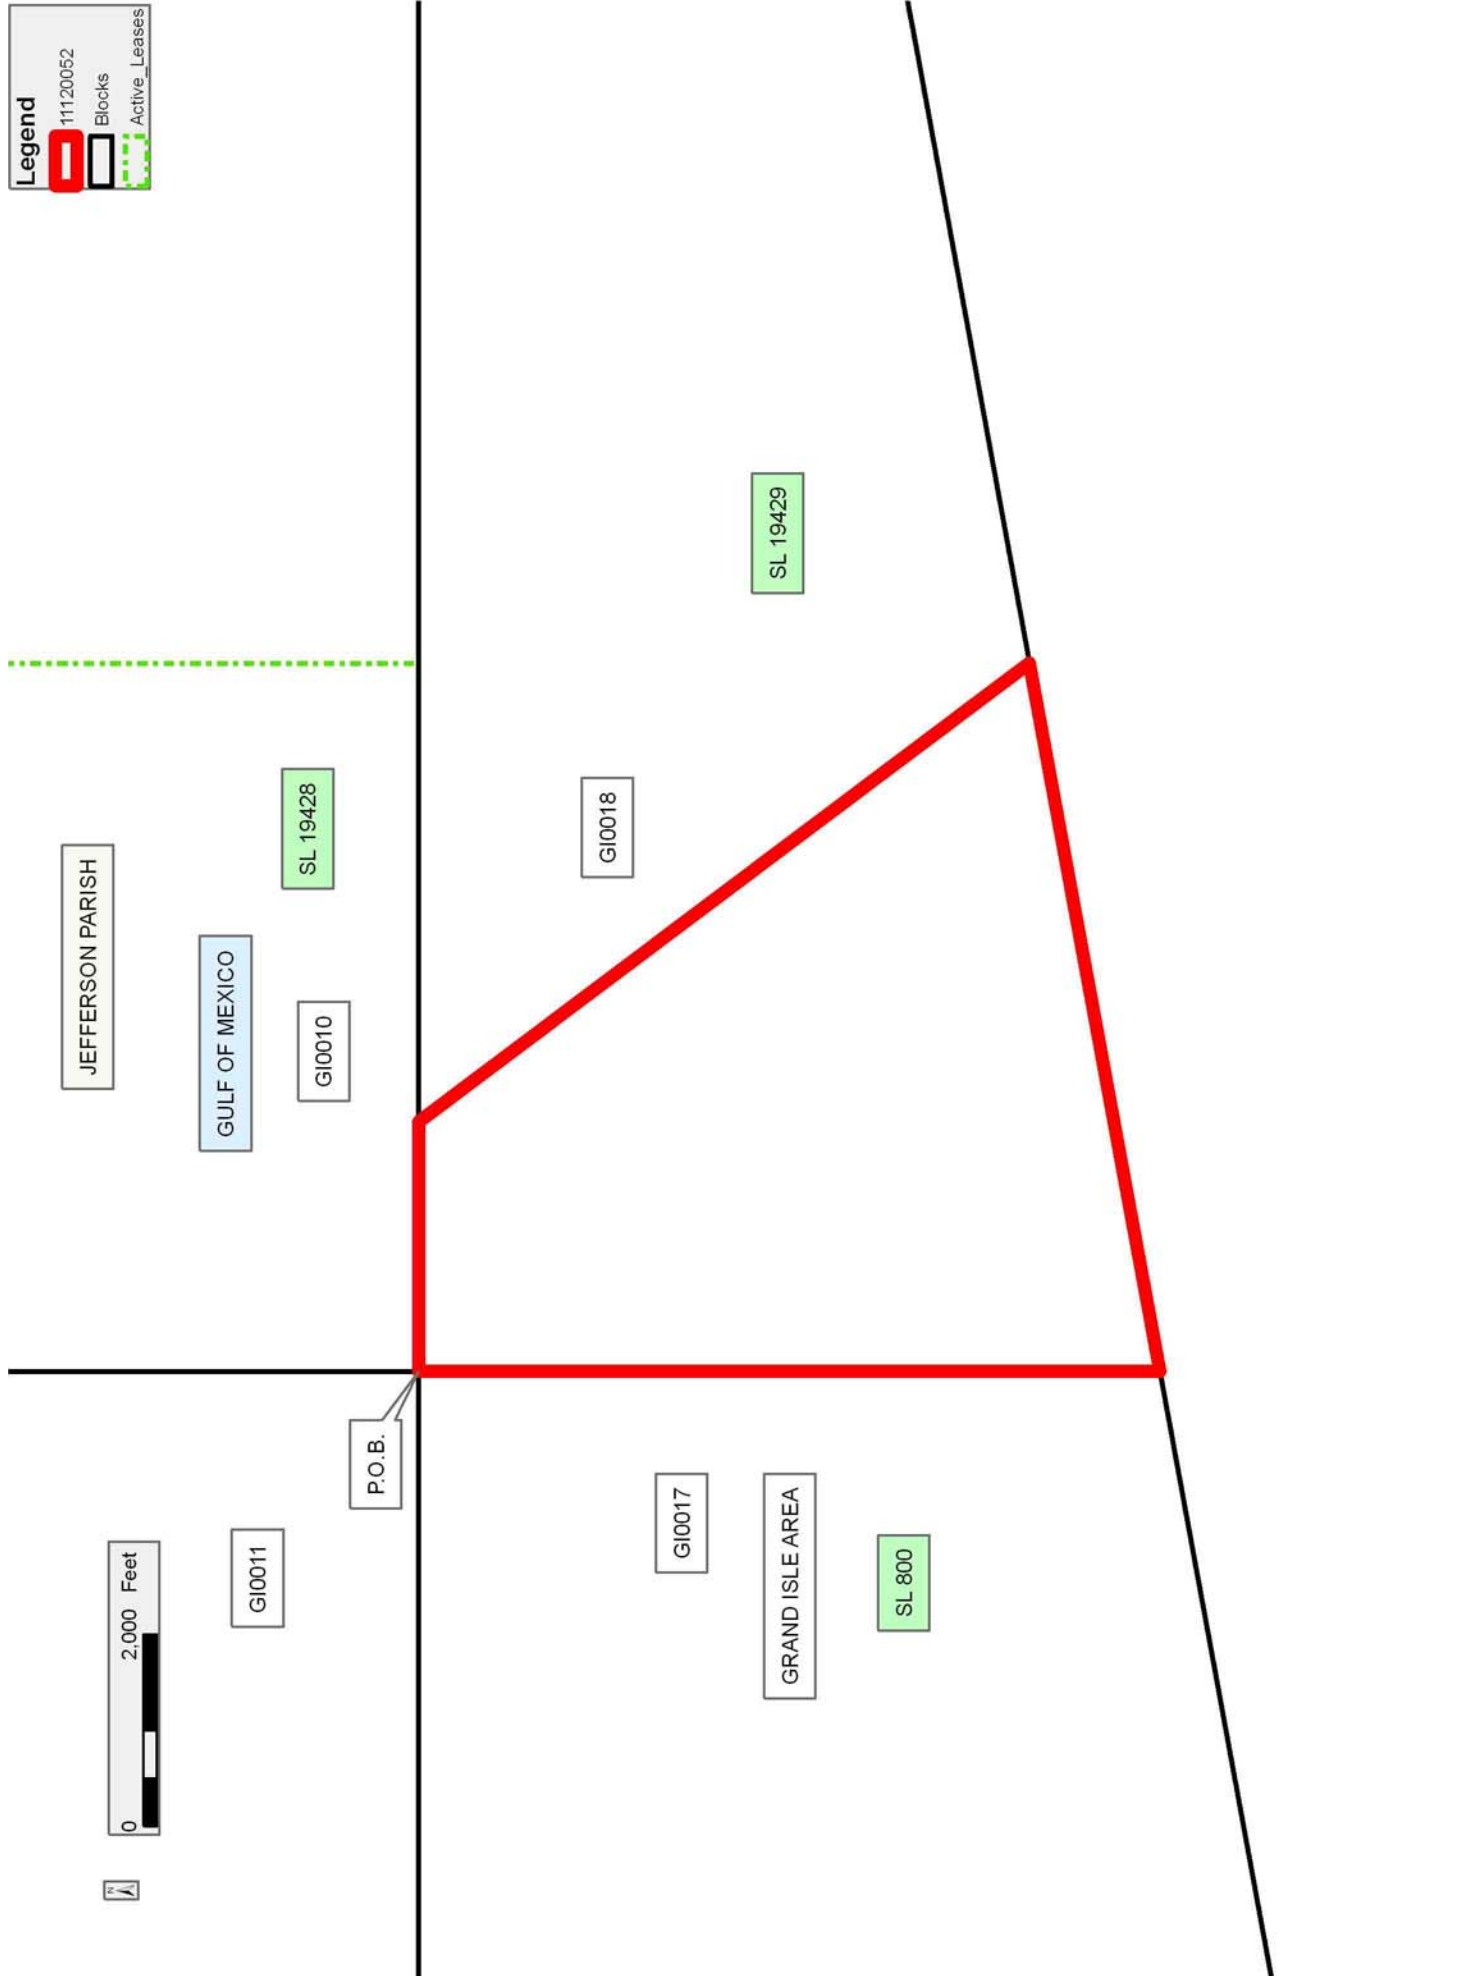 Legend
11120052
Blocks
Active_Leases
JEFFERSON PARISH
GULF OF MEXICO
SL 19428
GI0010
N
0 2,000 Feet
GI0011
P.O.B.
GI0018
SL 19429
GI0017
GRAND ISLE AREA
SL 800